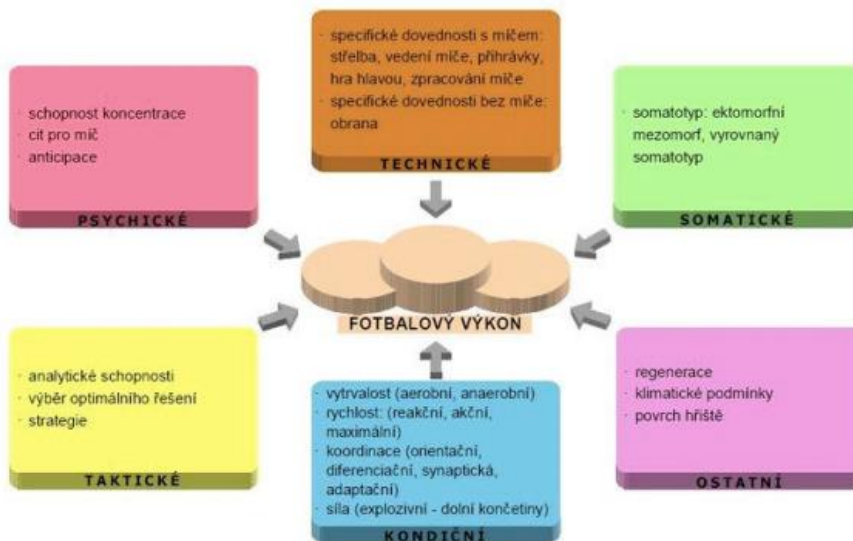 · schopnost koncentrace
· cit pro míč
· anticipace
PSYCHICKÉ
· specifické dovednosti s míčem:
střelba, vedení míče, přihrávky,
hra hlavou, zpracování míče
· specifické dovednosti bez míče:
obrana
TECHNICKÉ
· somatotyp: ektomorfní
mezomorf, vyrovnaný
somatotyp
SOMATICKÉ
FOTBALOVÝ VÝKON
· analytické schopnosti
· výběr optimálního řešení
· strategie
TAKTICKÉ
· vytrvalost (aerobní, anaerobní)
· rychlost: (reakční, akční,
maximální)
· koordinace (orientační,
diferenciační, synaptická,
adaptační)
· síla (explozivní - dolní končetiny)
KONDIČNÍ
· regenerace
· klimatické podmínky
· povrch hřiště
OSTATNÍ